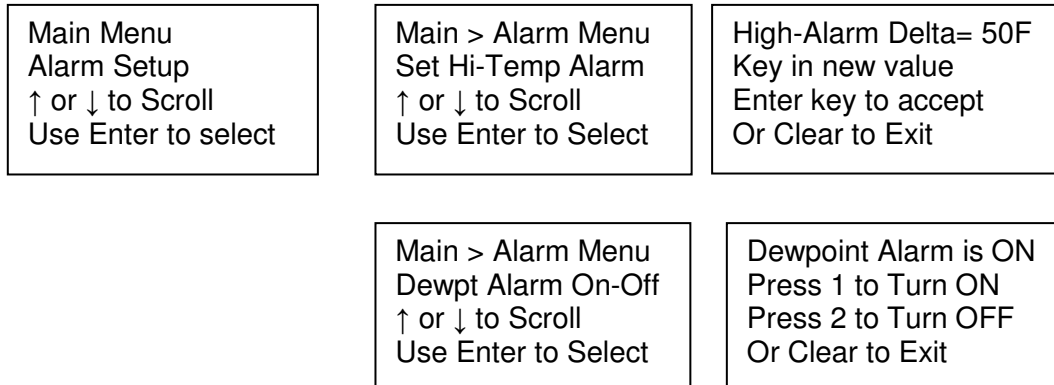 Main Menu
Alarm Setup
↑ or ↓ to Scroll
Use Enter to select
Main > Alarm Menu
Set Hi-Temp Alarm
↑ or ↓ to Scroll
Use Enter to Select
High-Alarm Delta= 50F
Key in new value
Enter key to accept
Or Clear to Exit
Main > Alarm Menu
Dewpt Alarm On-Off
↑ or ↓ to Scroll
Use Enter to Select
Dewpoint Alarm is ON
Press 1 to Turn ON
Press 2 to Turn OFF
Or Clear to Exit